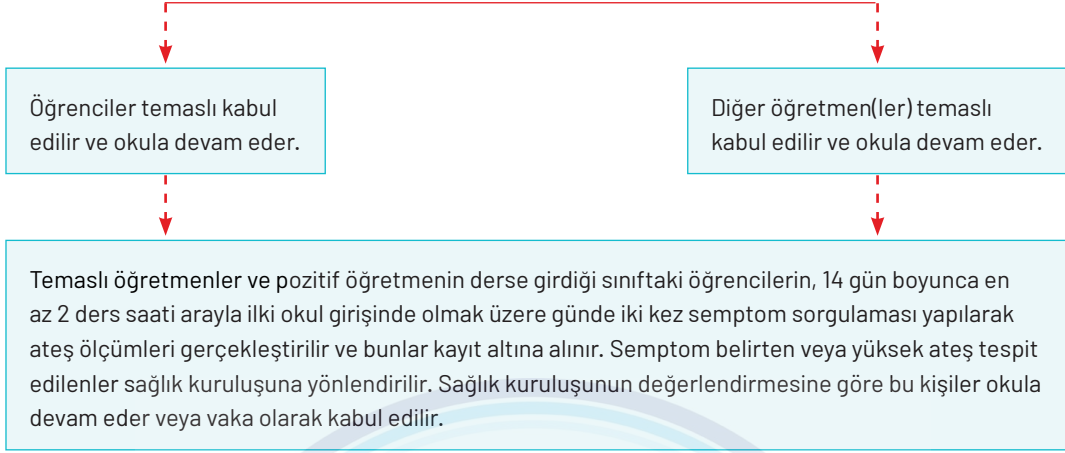 Öğrenciler temaslı kabul
edilir ve okula devam eder.
Diğer öğretmen(ler) temaslı
kabul edilir ve okula devam eder.
Temaslı öğretmenler ve pozitif öğretmenin derse girdiği sınıftaki öğrencilerin, 14 gün boyunca en
az 2 ders saati arayla ilki okul girişinde olmak üzere günde iki kez semptom sorgulaması yapılarak
ateş ölçümleri gerçekleştirilir ve bunlar kayıt altına alınır. Semptom belirten veya yüksek ateş tespit
edilenler sağlık kuruluşuna yönlendirilir. Sağlık kuruluşunun değerlendirmesine göre bu kişiler okula
devam eder veya vaka olarak kabul edilir.